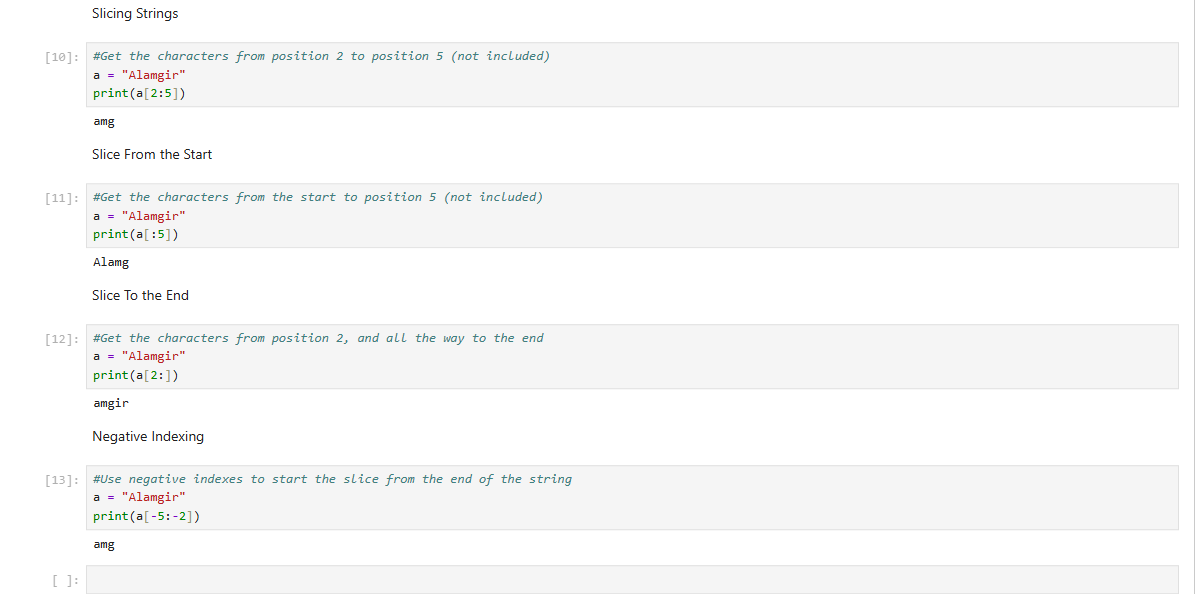 Slicing Strings
[10]: #Get the characters from position 2 to position 5 (not included)
a = "Alamgir"
print(a[2:5])
amg
Slice From the Start
[11]: #Get the characters from the start to position 5 (not included)
a = "Alamgir"
print(a[:5])
Alamg
Slice To the End
[12]: #Get the characters from position 2, and all the way to the end
a = "Alamgir"
print(a[2:])
amgir
Negative Indexing
[13]: #Use negative indexes to start the slice from the end of the string
a = "Alamgir"
print(a[-5:-2])
amg
[ ]: